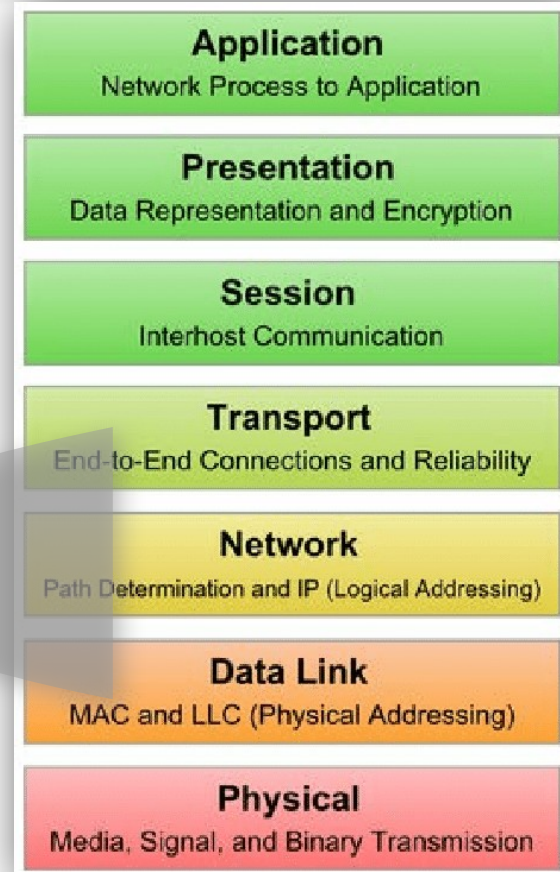 Application
Network Process to Application
Presentation
Data Representation and Encryption
Session
Interhost Communication
Transport
End-to-End Connections and Reliability
Network
Path Determination and IP (Logical Addressing)
Data Link
MAC and LLC (Physical Addressing)
Physical
Media, Signal, and Binary Transmission